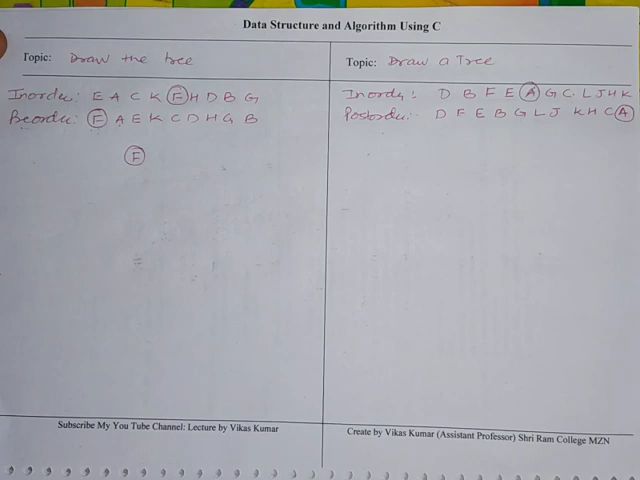 Data Structure and Algorithm Using C
Topic: Draw the tree
Inorder: E A C K F H D B G
Preorder: F A E K C D H G B
F
Topic: Draw a Tree
Inordy: D B F E A G C L J H K
Postorder: D F E B G L J K H C A
Subscribe My You Tube Channel: Lecture by Vikas Kumar
Create by Vikas Kumar (Assistant Professor) Shri Ram College MZN